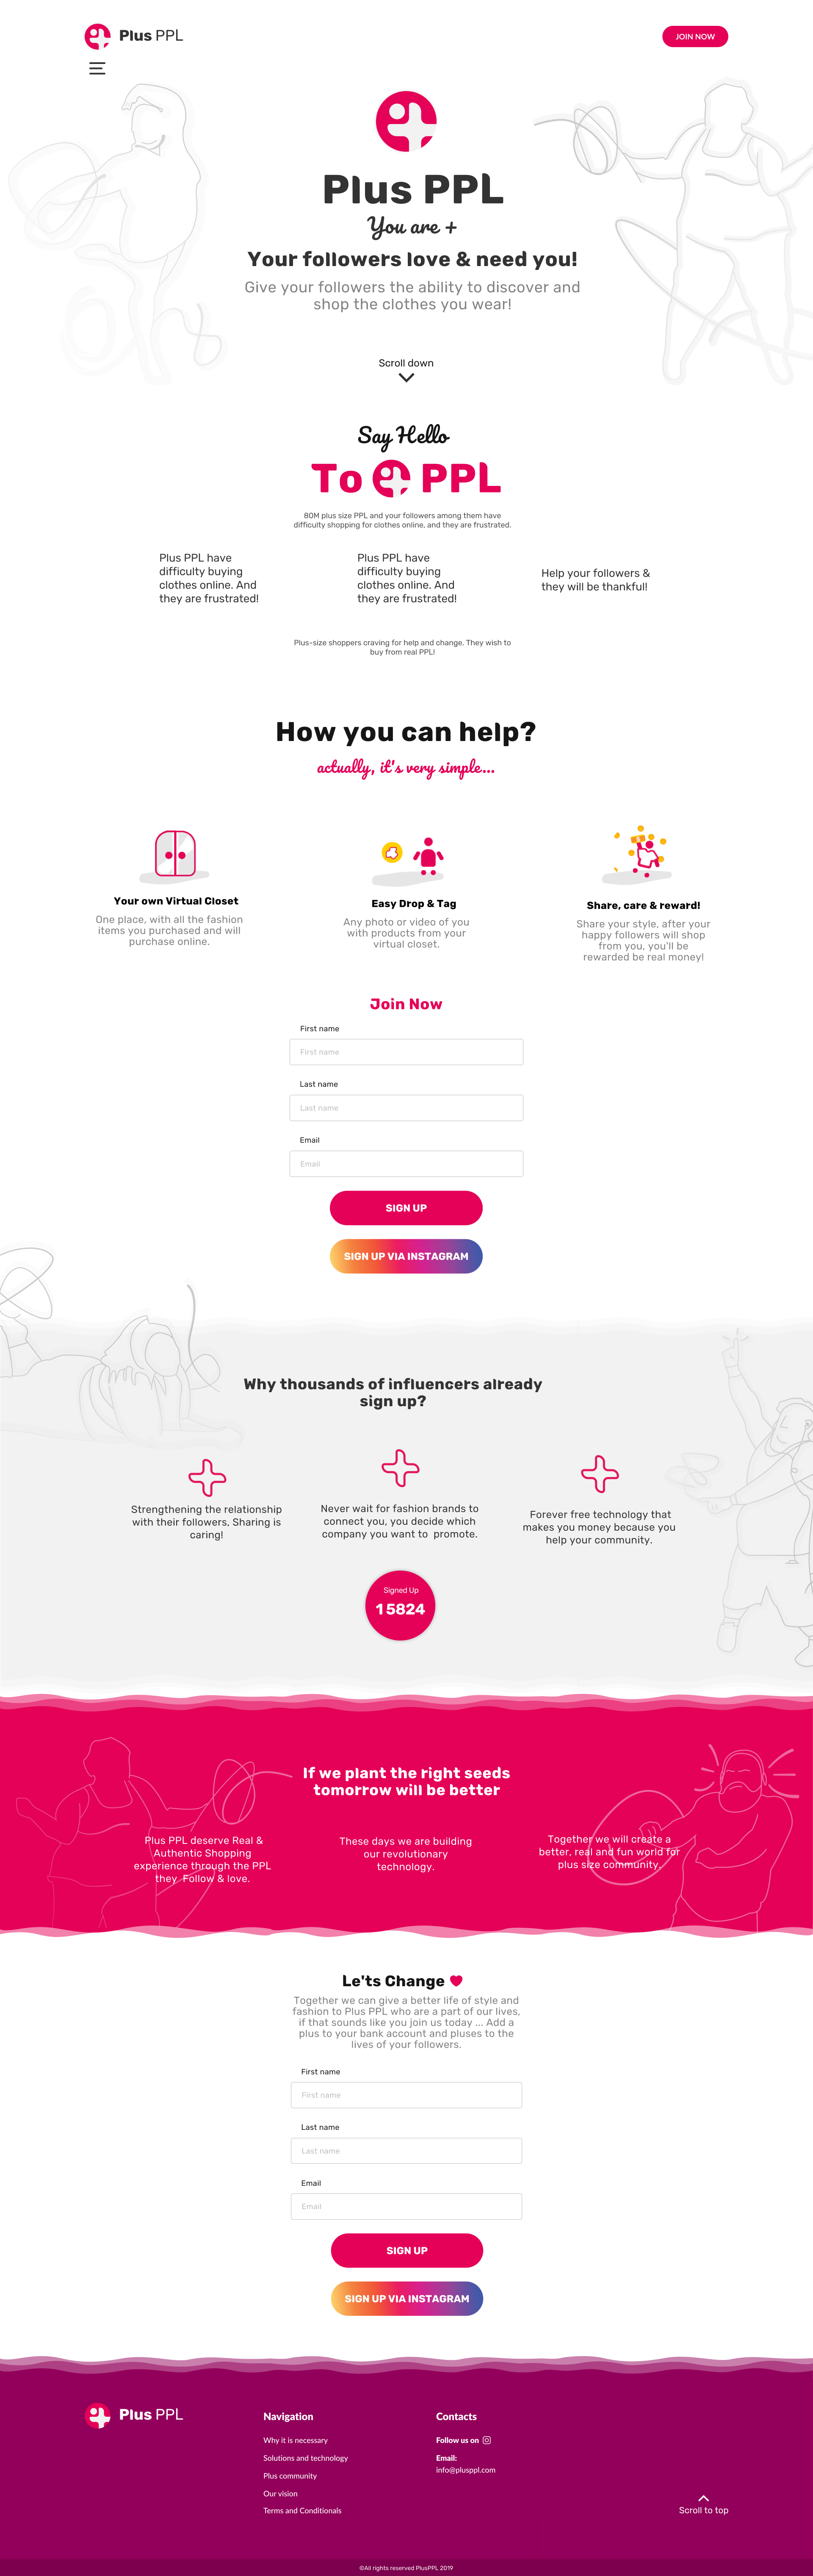 Plus PPL
JOIN NOW
Plus PPL
You are +
Your followers love & need you!
Give your followers the ability to discover and
shop the clothes you wear!
Scroll down
Say Hello
To PPL
80M plus size PPL and your followers among them have
difficulty shopping for clothes online, and they are frustrated.
Plus PPL have
difficulty buying
clothes online. And
they are frustrated!
Plus PPL have
difficulty buying
clothes online. And
they are frustrated!
Help your followers &
they will be thankful!
Plus-size shoppers craving for help and change. They wish to
buy from real PPL!
How you can help?
actually, it's very simple...
Your own Virtual Closet
One place, with all the fashion
items you purchased and will
purchase online.
Easy Drop & Tag
Any photo or video of you
with products from your
virtual closet.
Share, care & reward!
Share your style, after your
happy followers will shop
from you, you'll be
rewarded be real money!
Join Now
First name
First name
Last name
Last name
Email
Email
SIGN UP
SIGN UP VIA INSTAGRAM
Why thousands of influencers already
sign up?
Strengthening the relationship
with their followers, Sharing is
caring!
Never wait for fashion brands to
connect you, you decide which
company you want to promote.
Forever free technology that
makes you money because you
help your community.
Signed Up
15824
If we plant the right seeds
tomorrow will be better
Plus PPL deserve Real &
Authentic Shopping
experience through the PPL
they Follow & love.
These days we are building
our revolutionary
technology.
Together we will create a
better, real and fun world for
plus size community.
Le'ts Change
Together we can give a better life of style and
fashion to Plus PPL who are a part of our lives,
if that sounds like you join us today ... Add a
plus to your bank account and pluses to the
lives of your followers.
First name
First name
Last name
Last name
Email
Email
SIGN UP
SIGN UP VIA INSTAGRAM
Plus PPL
Navigation
Why it is necessary
Solutions and technology
Plus community
Our vision
Terms and Conditionals
Contacts
Follow us on
Email:
info@plusppl.com
Scroll to top
©All rights reserved PlusPPL 2019